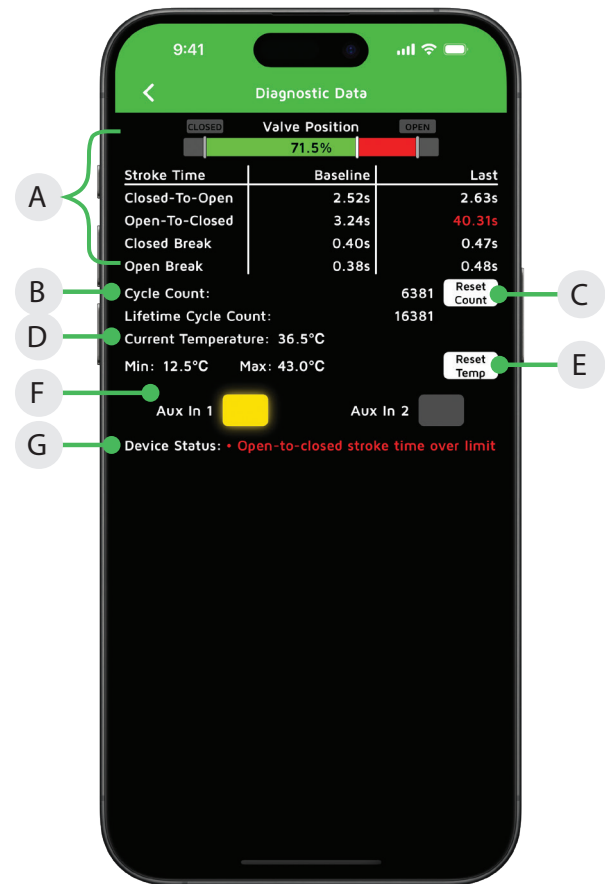 9:41
Diagnostic Data
CLOSED Valve Position OPEN
71.5%
Stroke Time Baseline Last
Closed-To-Open 2.52s 2.63s
A Open-To-Closed 3.24s 40.31s
Closed Break 0.40s 0.47s
Open Break 0.38s 0.48s
B Cycle Count: 6381 Reset Count C
Lifetime Cycle Count: 16381
D Current Temperature: 36.5°C
Min: 12.5°C Max: 43.0°C Reset Temp E
F
Aux In 1 Aux In 2
G Device Status: • Open-to-closed stroke time over limit